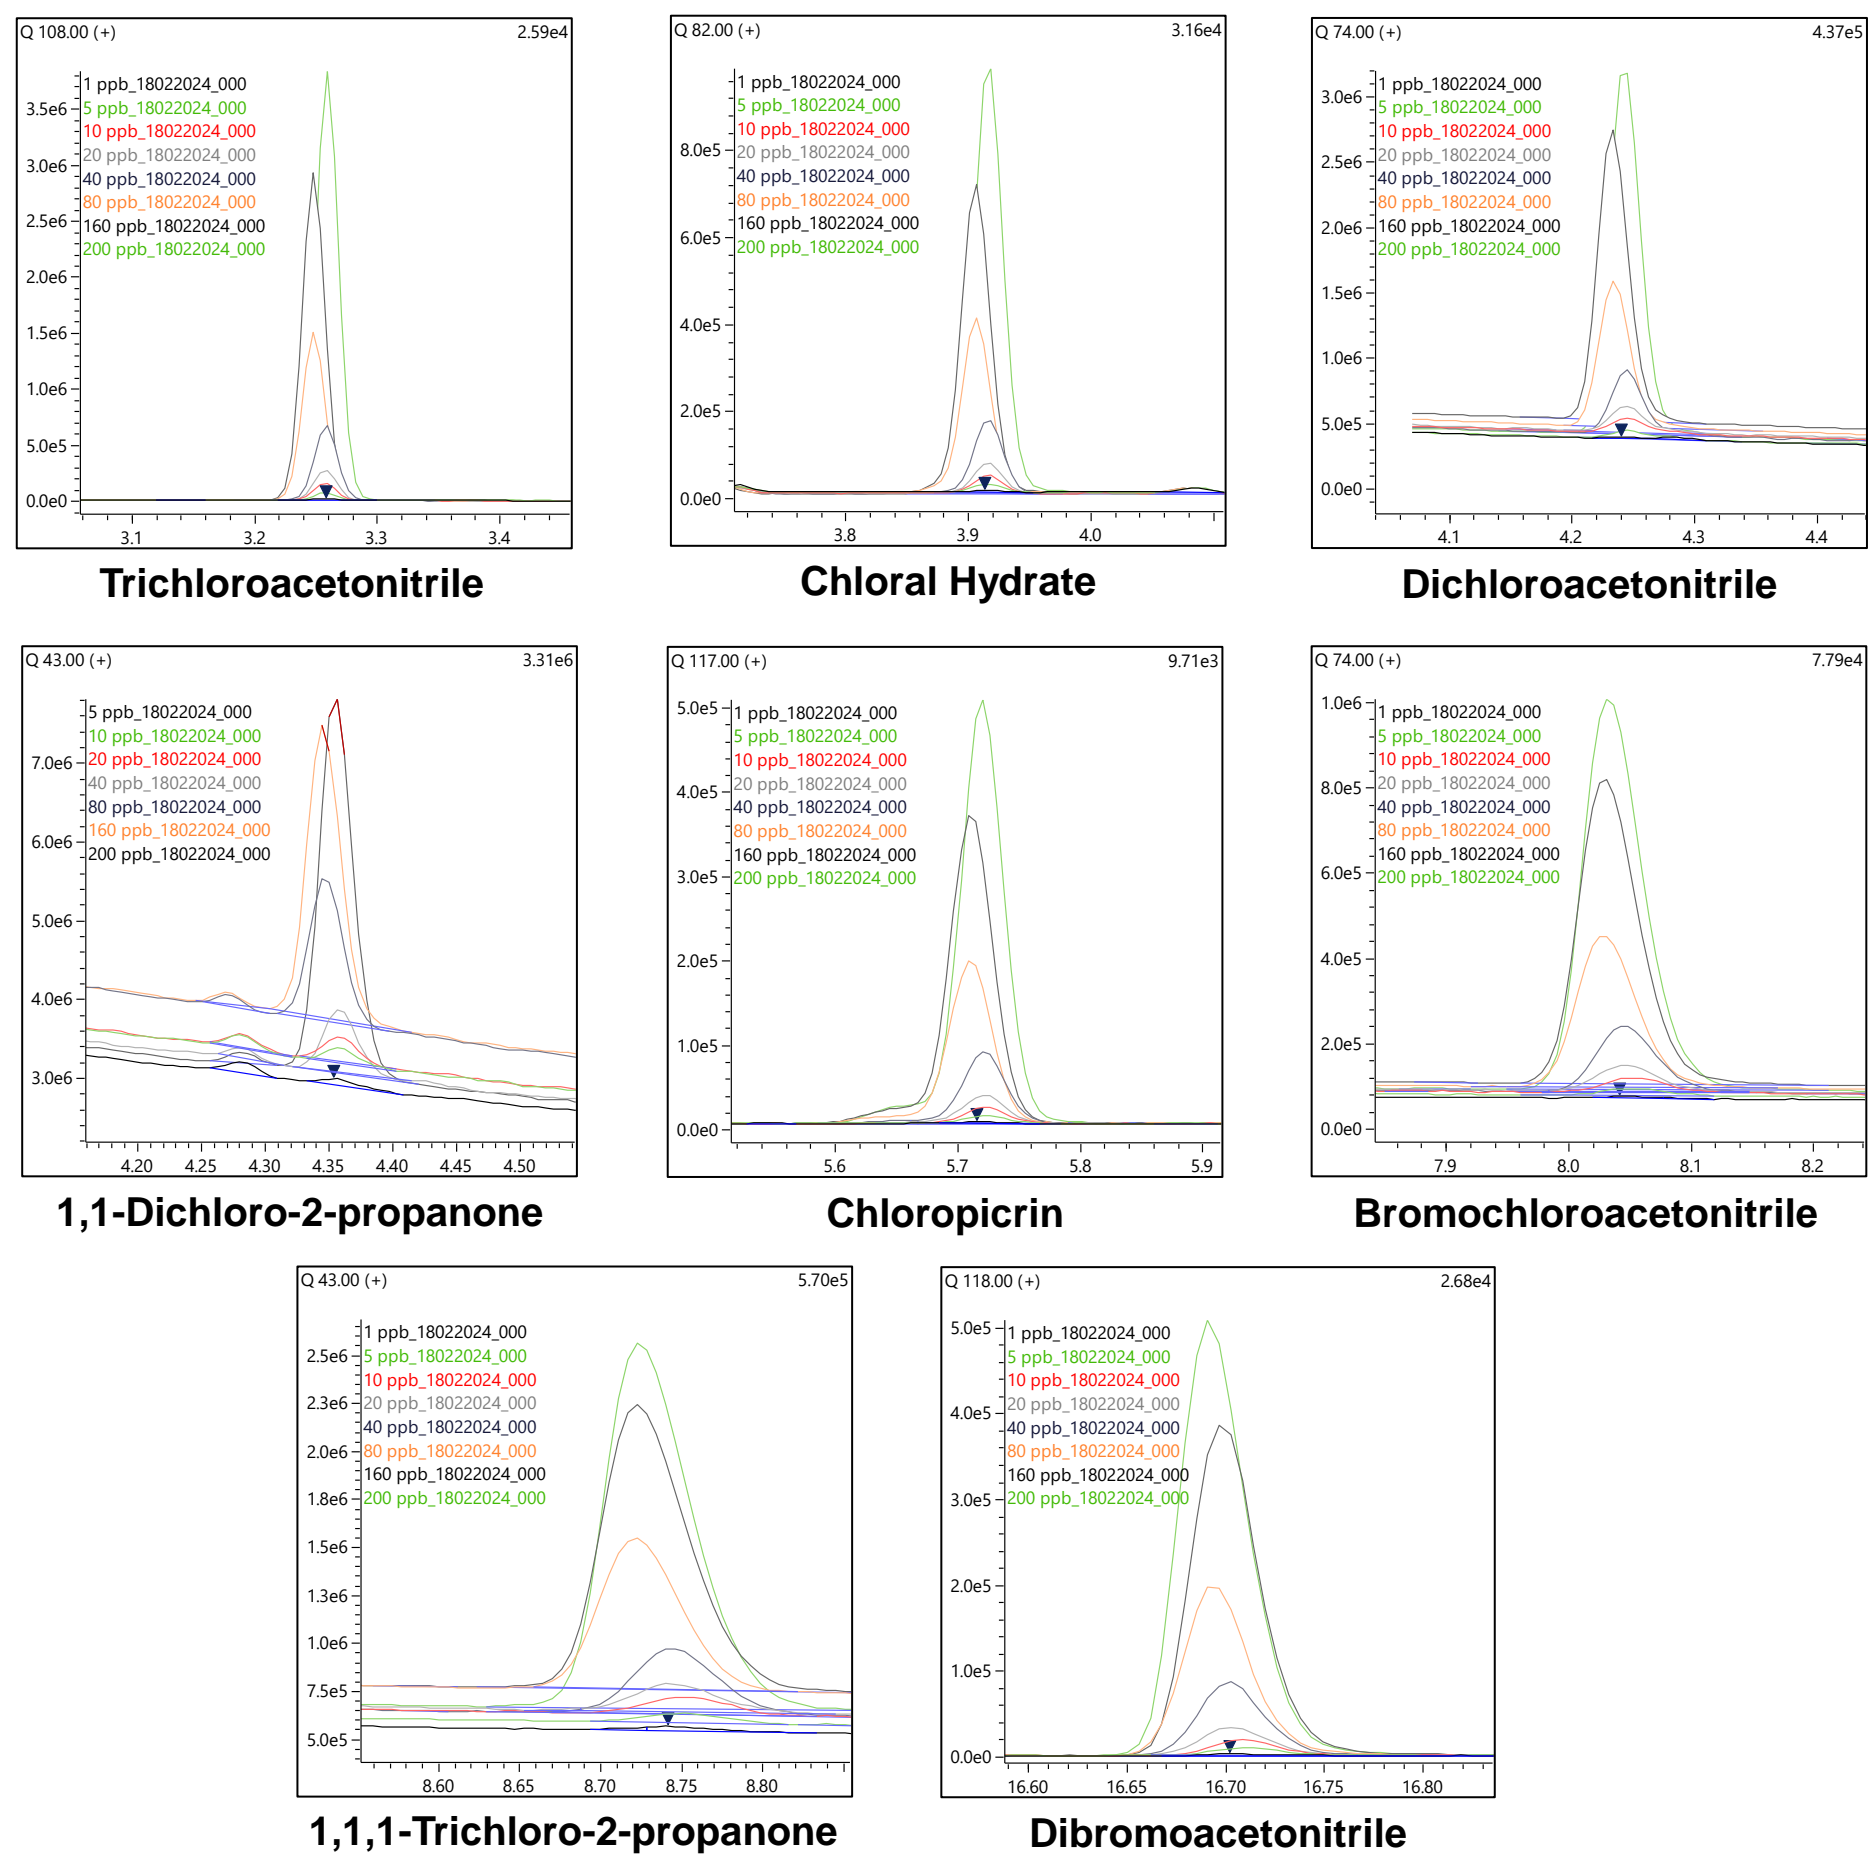 Q 108.00 (+) 2.59e4
1 ppb_18022024_000
5 ppb_18022024_000
10 ppb_18022024_000
20 ppb_18022024_000
40 ppb_18022024_000
80 ppb_18022024_000
160 ppb_18022024_000
200 ppb_18022024_000
3.5e6
3.0e6
2.5e6
2.0e6
1.5e6
1.0e6
5.0e5
0.0e0
3.1 3.2 3.3 3.4
Trichloroacetonitrile
Q 82.00 (+) 3.16e4
1 ppb_18022024_000
5 ppb_18022024_000
10 ppb_18022024_000
20 ppb_18022024_000
40 ppb_18022024_000
80 ppb_18022024_000
160 ppb_18022024_000
200 ppb_18022024_000
8.0e5
6.0e5
4.0e5
2.0e5
0.0e0
3.8 3.9 4.0
Chloral Hydrate
Q 74.00 (+) 4.37e5
1 ppb_18022024_000
5 ppb_18022024_000
10 ppb_18022024_000
20 ppb_18022024_000
40 ppb_18022024_000
80 ppb_18022024_000
160 ppb_18022024_000
200 ppb_18022024_000
3.0e6
2.5e6
2.0e6
1.5e6
1.0e6
5.0e5
0.0e0
4.1 4.2 4.3 4.4
Dichloroacetonitrile
Q 43.00 (+) 3.31e6
5 ppb_18022024_000
10 ppb_18022024_000
20 ppb_18022024_000
40 ppb_18022024_000
80 ppb_18022024_000
160 ppb_18022024_000
200 ppb_18022024_000
7.0e6
6.0e6
5.0e6
4.0e6
3.0e6
4.20 4.25 4.30 4.35 4.40 4.45 4.50
1,1-Dichloro-2-propanone
Q 117.00 (+) 9.71e3
1 ppb_18022024_000
5 ppb_18022024_000
10 ppb_18022024_000
20 ppb_18022024_000
40 ppb_18022024_000
80 ppb_18022024_000
160 ppb_18022024_000
200 ppb_18022024_000
5.0e5
4.0e5
3.0e5
2.0e5
1.0e5
0.0e0
5.6 5.7 5.8 5.9
Chloropicrin
Q 74.00 (+) 7.79e4
1 ppb_18022024_000
5 ppb_18022024_000
10 ppb_18022024_000
20 ppb_18022024_000
40 ppb_18022024_000
80 ppb_18022024_000
160 ppb_18022024_000
200 ppb_18022024_000
1.0e6
8.0e5
6.0e5
4.0e5
2.0e5
0.0e0
7.9 8.0 8.1 8.2
Bromochloroacetonitrile
Q 43.00 (+) 5.70e5
1 ppb_18022024_000
5 ppb_18022024_000
10 ppb_18022024_000
20 ppb_18022024_000
40 ppb_18022024_000
80 ppb_18022024_000
160 ppb_18022024_000
200 ppb_18022024_000
2.5e6
2.3e6
2.0e6
1.8e6
1.5e6
1.3e6
1.0e6
7.5e5
5.0e5
8.60 8.65 8.70 8.75 8.80
1,1,1-Trichloro-2-propanone
Q 118.00 (+) 2.68e4
1 ppb_18022024_000
5 ppb_18022024_000
10 ppb_18022024_000
20 ppb_18022024_000
40 ppb_18022024_000
80 ppb_18022024_000
160 ppb_18022024_000
200 ppb_18022024_000
5.0e5
4.0e5
3.0e5
2.0e5
1.0e5
0.0e0
16.60 16.65 16.70 16.75 16.80
Dibromoacetonitrile